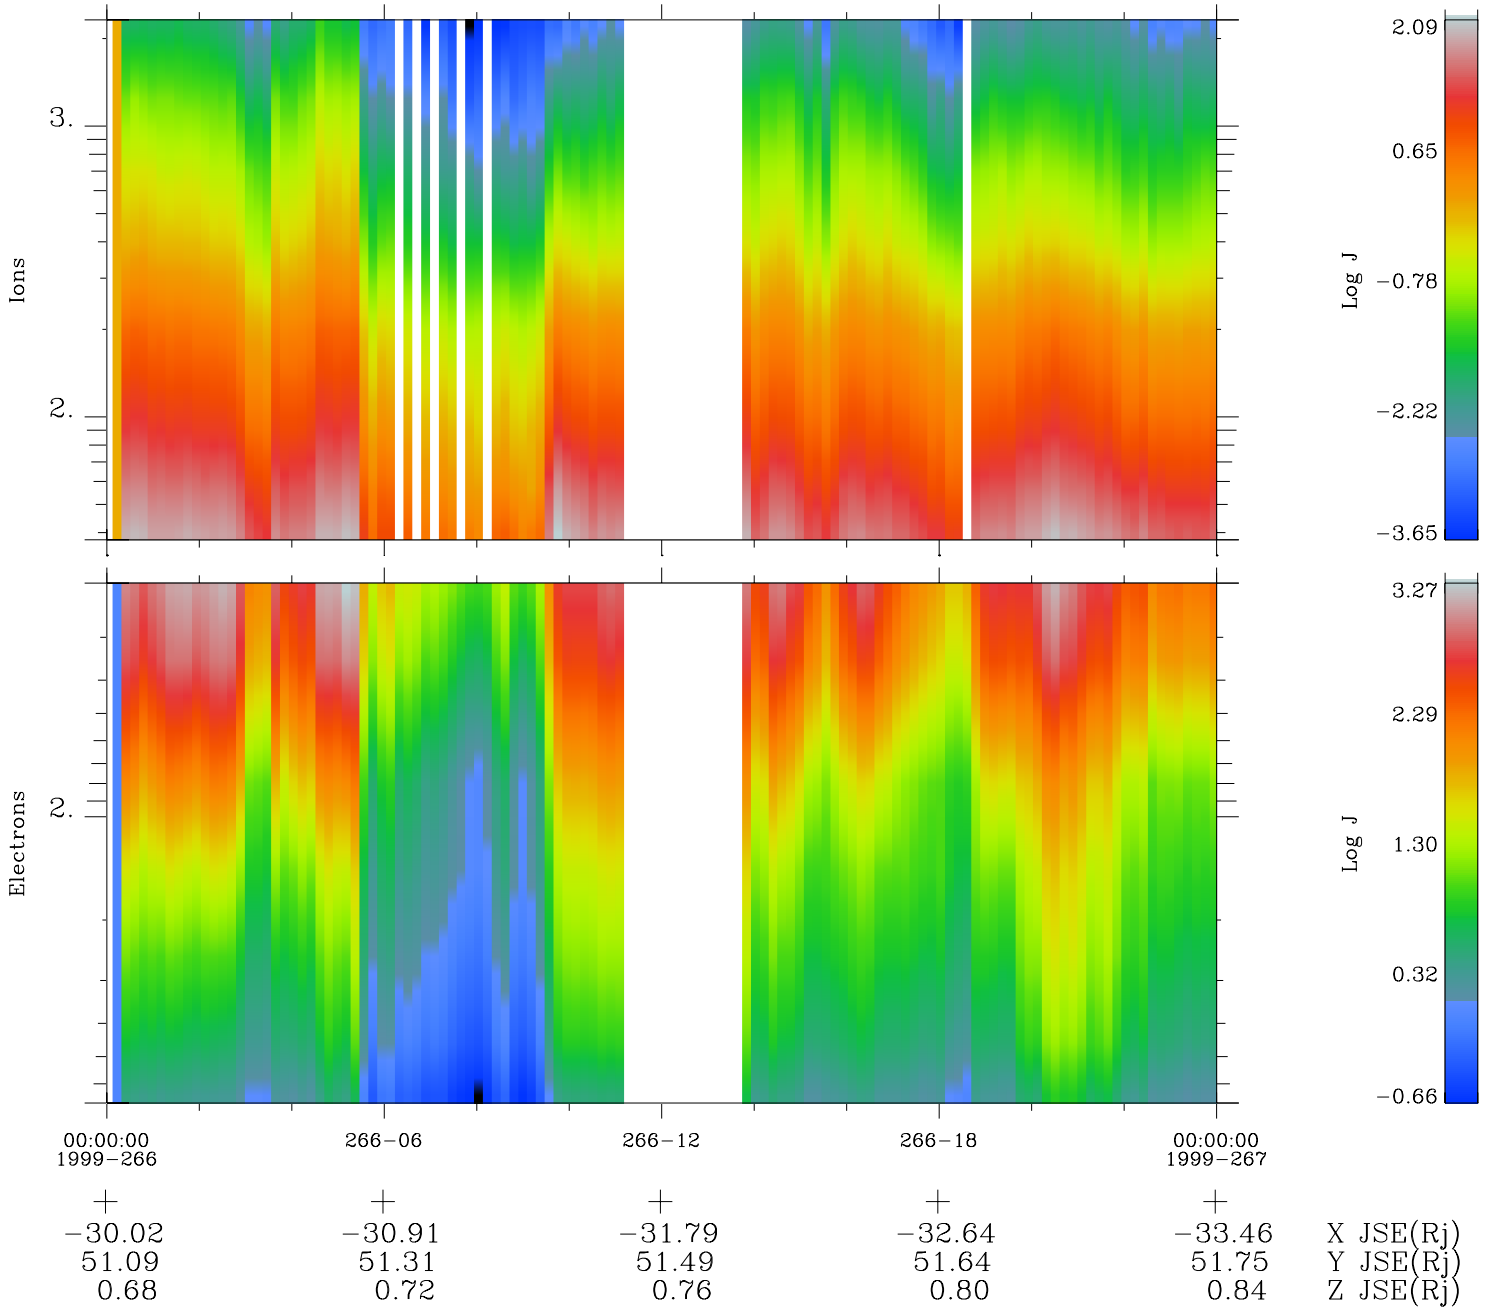 2.09
3.
0.65
Ions
Log J
−0.78
2.
−2.22
−3.65
3.27
2.29
2.
Electrons
Log J
1.30
0.32
−0.66
00:00:00 266−06 266−12 266−18 00:00:00
1999−266 1999−267
−30.02 −30.91 −31.79 −32.64 −33.46 X JSE(Rj)
51.09 51.31 51.49 51.64 51.75 Y JSE(Rj)
0.68 0.72 0.76 0.80 0.84 Z JSE(Rj)